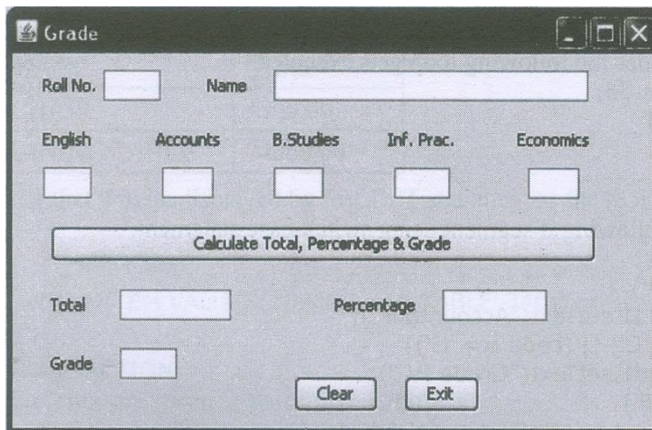 Grade
Roll No. Name
English Accounts B.Studies Inf. Prac. Economics
Calculate Total, Percentage & Grade
Total Percentage
Grade
Clear Exit